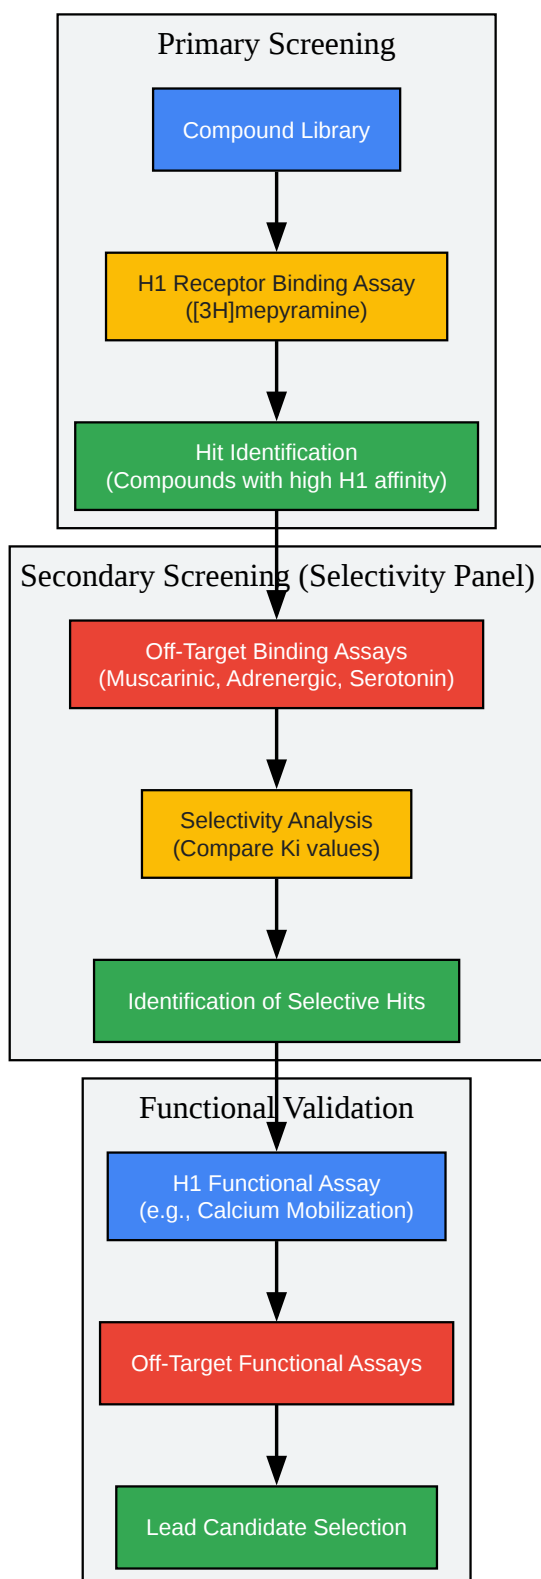 Primary Screening
Compound Library
H1 Receptor Binding Assay
([3H]mepyramine)
Hit Identification
(Compounds with high H1 affinity)
Secondary Screening (Selectivity Panel)
Off-Target Binding Assays
(Muscarinic, Adrenergic, Serotonin)
Selectivity Analysis
(Compare Ki values)
Identification of Selective Hits
Functional Validation
H1 Functional Assay
(e.g., Calcium Mobilization)
Off-Target Functional Assays
Lead Candidate Selection